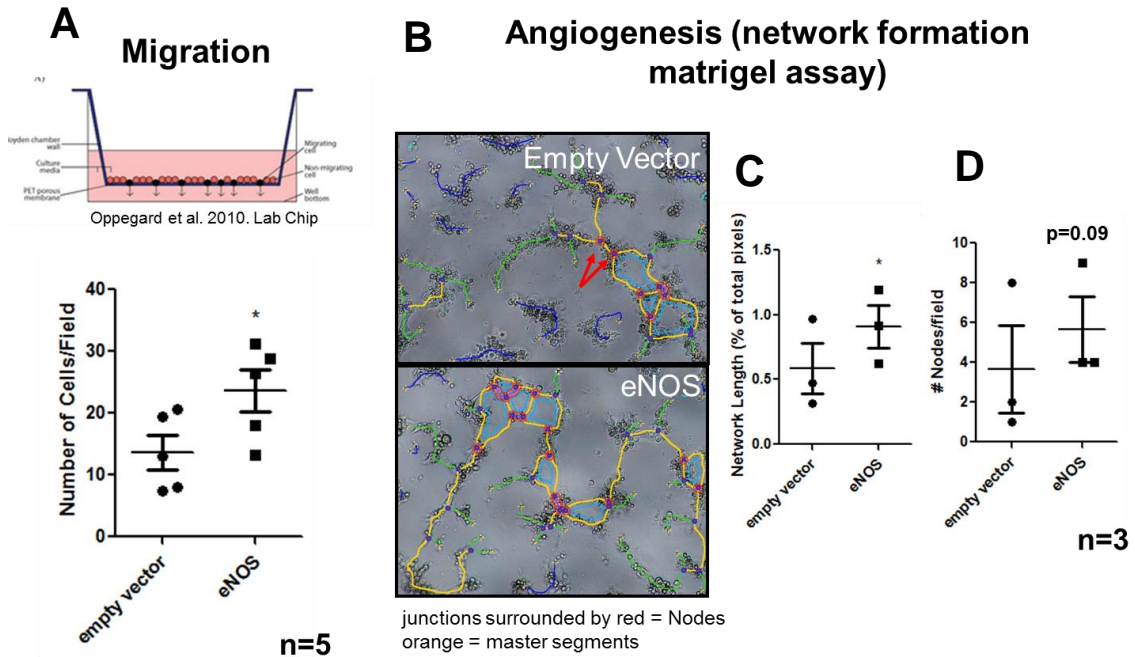 A
Migration
oyden chamber
wall
Culture
media
PET porous
membrane
Migrating
cell
Non-migrating
cell
Well
bottom
Oppegard et al. 2010. Lab Chip
Number of Cells/Field
40
30
20
10
0
*
empty vector
eNOS
n=5
B
Angiogenesis (network formation
matrigel assay)
Empty Vector
eNOS
junctions surrounded by red = Nodes
orange = master segments
C
Network Length (% of total pixels)
1.5
1.0
0.5
0.0
*
empty vector
eNOS
D
p=0.09
# Nodes/field
10
8
6
4
2
0
empty vector
eNOS
n=3